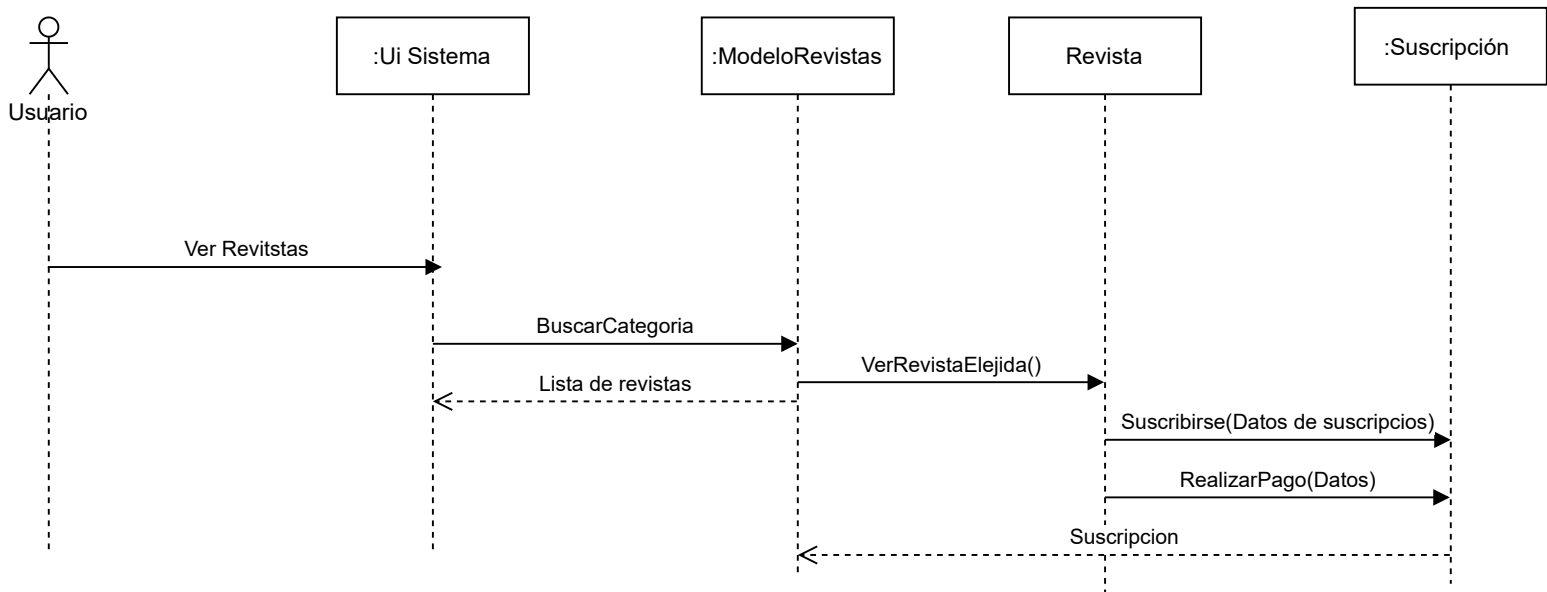 :Ui Sistema
:ModeloRevistas
Revista
:Suscripción
Usuario
Ver Revitstas
BuscarCategoria
VerRevistaElejida()
Lista de revistas
Suscribirse(Datos de suscripcios)
RealizarPago(Datos)
Suscripcion